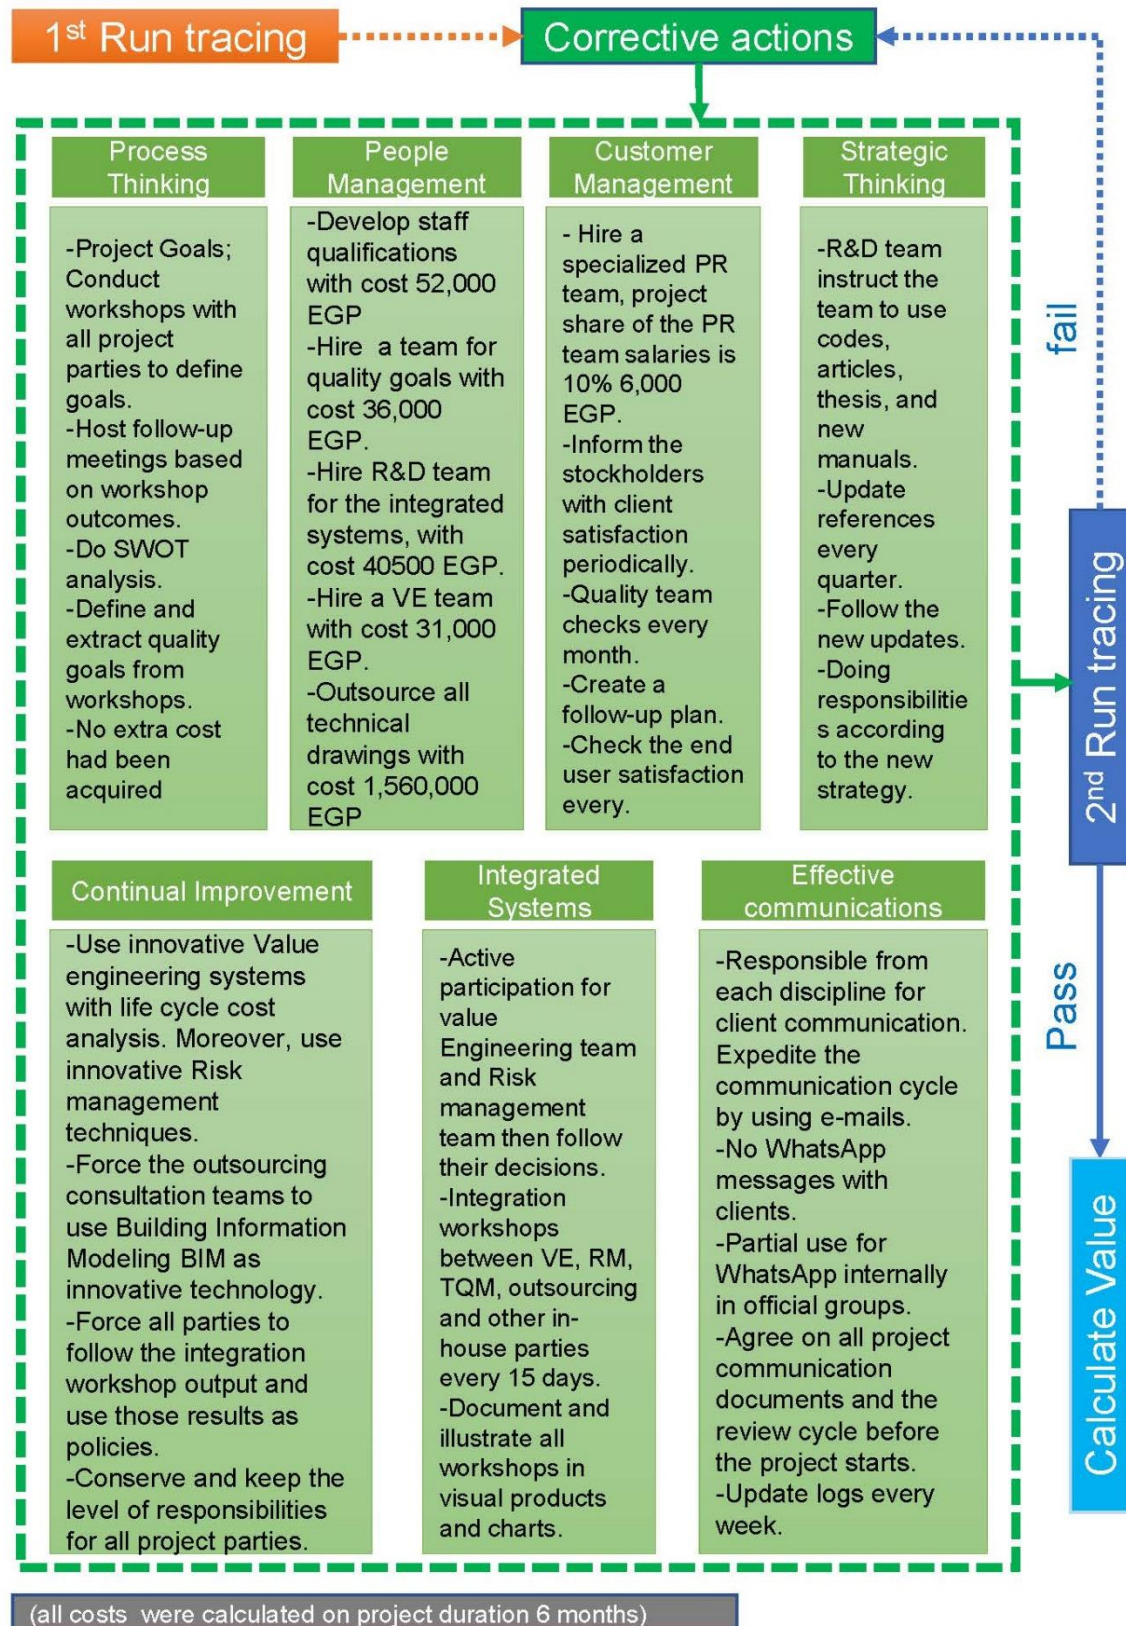 1st Run tracing
Corrective actions
Process
Thinking
-Project Goals;
Conduct
workshops with
all project
parties to define
goals.
-Host follow-up
meetings based
on workshop
outcomes.
-Do SWOT
analysis.
-Define and
extract quality
goals from
workshops.
-No extra cost
had been
acquired
People
Management
-Develop staff
qualifications
with cost 52,000
EGP
-Hire a team for
quality goals with
cost 36,000
EGP.
-Hire R&D team
for the integrated
systems, with
cost 40500 EGP.
-Hire a VE team
with cost 31,000
EGP.
-Outsource all
technical
drawings with
cost 1,560,000
EGP
Customer
Management
- Hire a
specialized PR
team, project
share of the PR
team salaries is
10% 6,000
EGP.
-Inform the
stockholders
with client
satisfaction
periodically.
-Quality team
checks every
month.
-Create a
follow-up plan.
-Check the end
user satisfaction
every.
Strategic
Thinking
-R&D team
instruct the
team to use
codes,
articles,
thesis, and
new
manuals.
-Update
references
every
quarter.
-Follow the
new updates.
-Doing
responsibilitie
s according
to the new
strategy.
Continual Improvement
-Use innovative Value
engineering systems
with life cycle cost
analysis. Moreover, use
innovative Risk
management
techniques.
-Force the outsourcing
consultation teams to
use Building Information
Modeling BIM as
innovative technology.
-Force all parties to
follow the integration
workshop output and
use those results as
policies.
-Conserve and keep the
level of responsibilities
for all project parties.
Integrated
Systems
-Active
participation for
value
Engineering team
and Risk
management
team then follow
their decisions.
-Integration
workshops
between VE, RM,
TQM, outsourcing
and other in-
house parties
every 15 days.
-Document and
illustrate all
workshops in
visual products
and charts.
Effective
communications
-Responsible from
each discipline for
client communication.
Expedite the
communication cycle
by using e-mails.
-No WhatsApp
messages with
clients.
-Partial use for
WhatsApp internally
in official groups.
-Agree on all project
communication
documents and the
review cycle before
the project starts.
-Update logs every
week.
fail
2nd Run tracing
Pass
Calculate Value
(all costs were calculated on project duration 6 months)